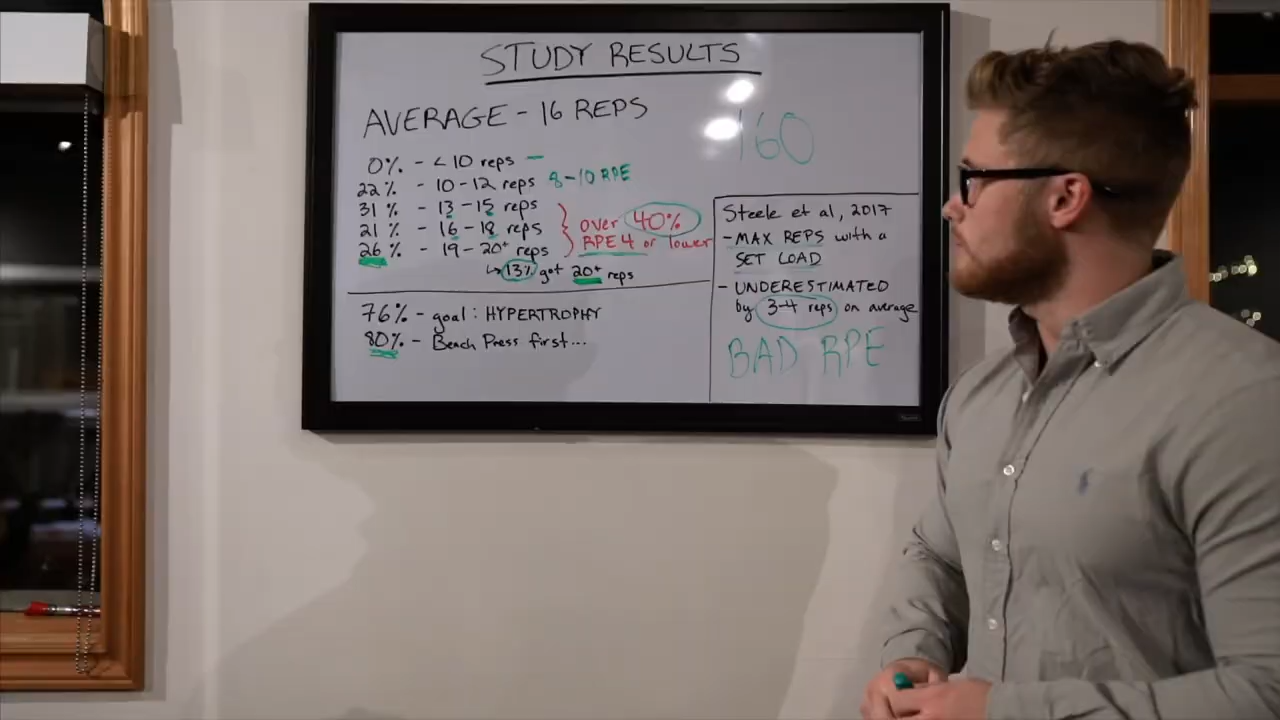 STUDY RESULTS
AVERAGE - 16 REPS
160
0% - < 10 reps -
22% - 10-12 reps 8-10 RPE
31% - 13-15 reps
21% - 16-18 reps
26% - 19-20+ reps
over 40%
RPE 4 or lower
↳ 13% got 20+ reps
76% - goal: HYPERTROPHY
80% - Bench Press first...
Steele et al, 2017
- MAX REPS with a
SET LOAD
- UNDERESTIMATED
by 3-4 reps on average
BAD RPE